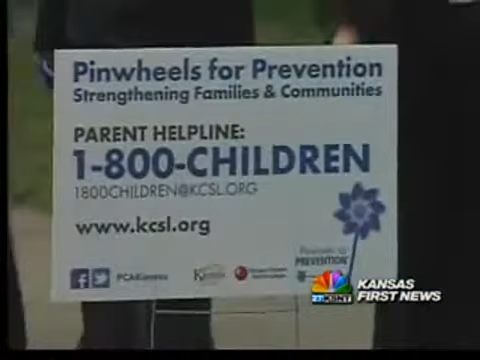 Pinwheels for Prevention
Strengthening Families & Communities
PARENT HELPLINE:
1-800-CHILDREN
1800CHILDREN@KCSL.ORG
www.kcsl.org
PCAKansas
PREVENTION
KSNT
KANSAS
FIRST NEWS